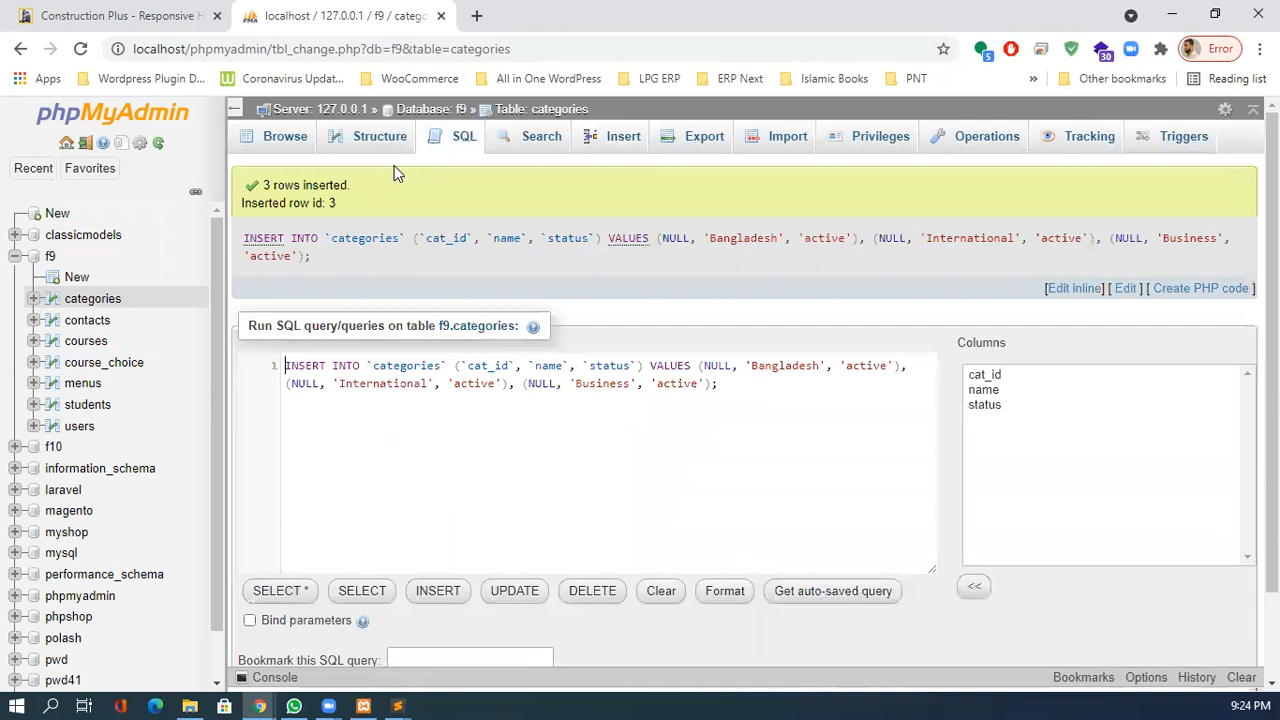 Construction Plus - Responsive H
localhost / 127.0.0.1 / f9 / catego
localhost/phpmyadmin/tbl_change.php?db=f9&table=categories
5
30
Error
Apps
Wordpress Plugin D...
Coronavirus Updat...
WooCommerce
All in One WordPress
LPG ERP
ERP Next
Islamic Books
PNT
»
Other bookmarks
Reading list
phpMyAdmin
Server: 127.0.0.1 » Database: f9 » Table: categories
Browse
Structure
SQL
Search
Insert
Export
Import
Privileges
Operations
Tracking
Triggers
Recent
Favorites
New
classicmodels
f9
New
categories
contacts
courses
course_choice
menus
students
users
f10
information_schema
laravel
magento
myshop
mysql
performance_schema
phpmyadmin
phpshop
polash
pwd
pwd41
3 rows inserted.
Inserted row id: 3
INSERT INTO `categories` (`cat_id`, `name`, `status`) VALUES (NULL, 'Bangladesh', 'active'), (NULL, 'International', 'active'), (NULL, 'Business',
'active');
[Edit inline] [ Edit ] [ Create PHP code ]
Run SQL query/queries on table f9.categories:
1
INSERT INTO `categories` (`cat_id`, `name`, `status`) VALUES (NULL, 'Bangladesh', 'active'),
(NULL, 'International', 'active'), (NULL, 'Business', 'active');
Columns
cat_id
name
status
SELECT *
SELECT
INSERT
UPDATE
DELETE
Clear
Format
Get auto-saved query
<<
Bind parameters
Bookmark this SQL query:
Console
Bookmarks
Options
History
Clear
9:24 PM